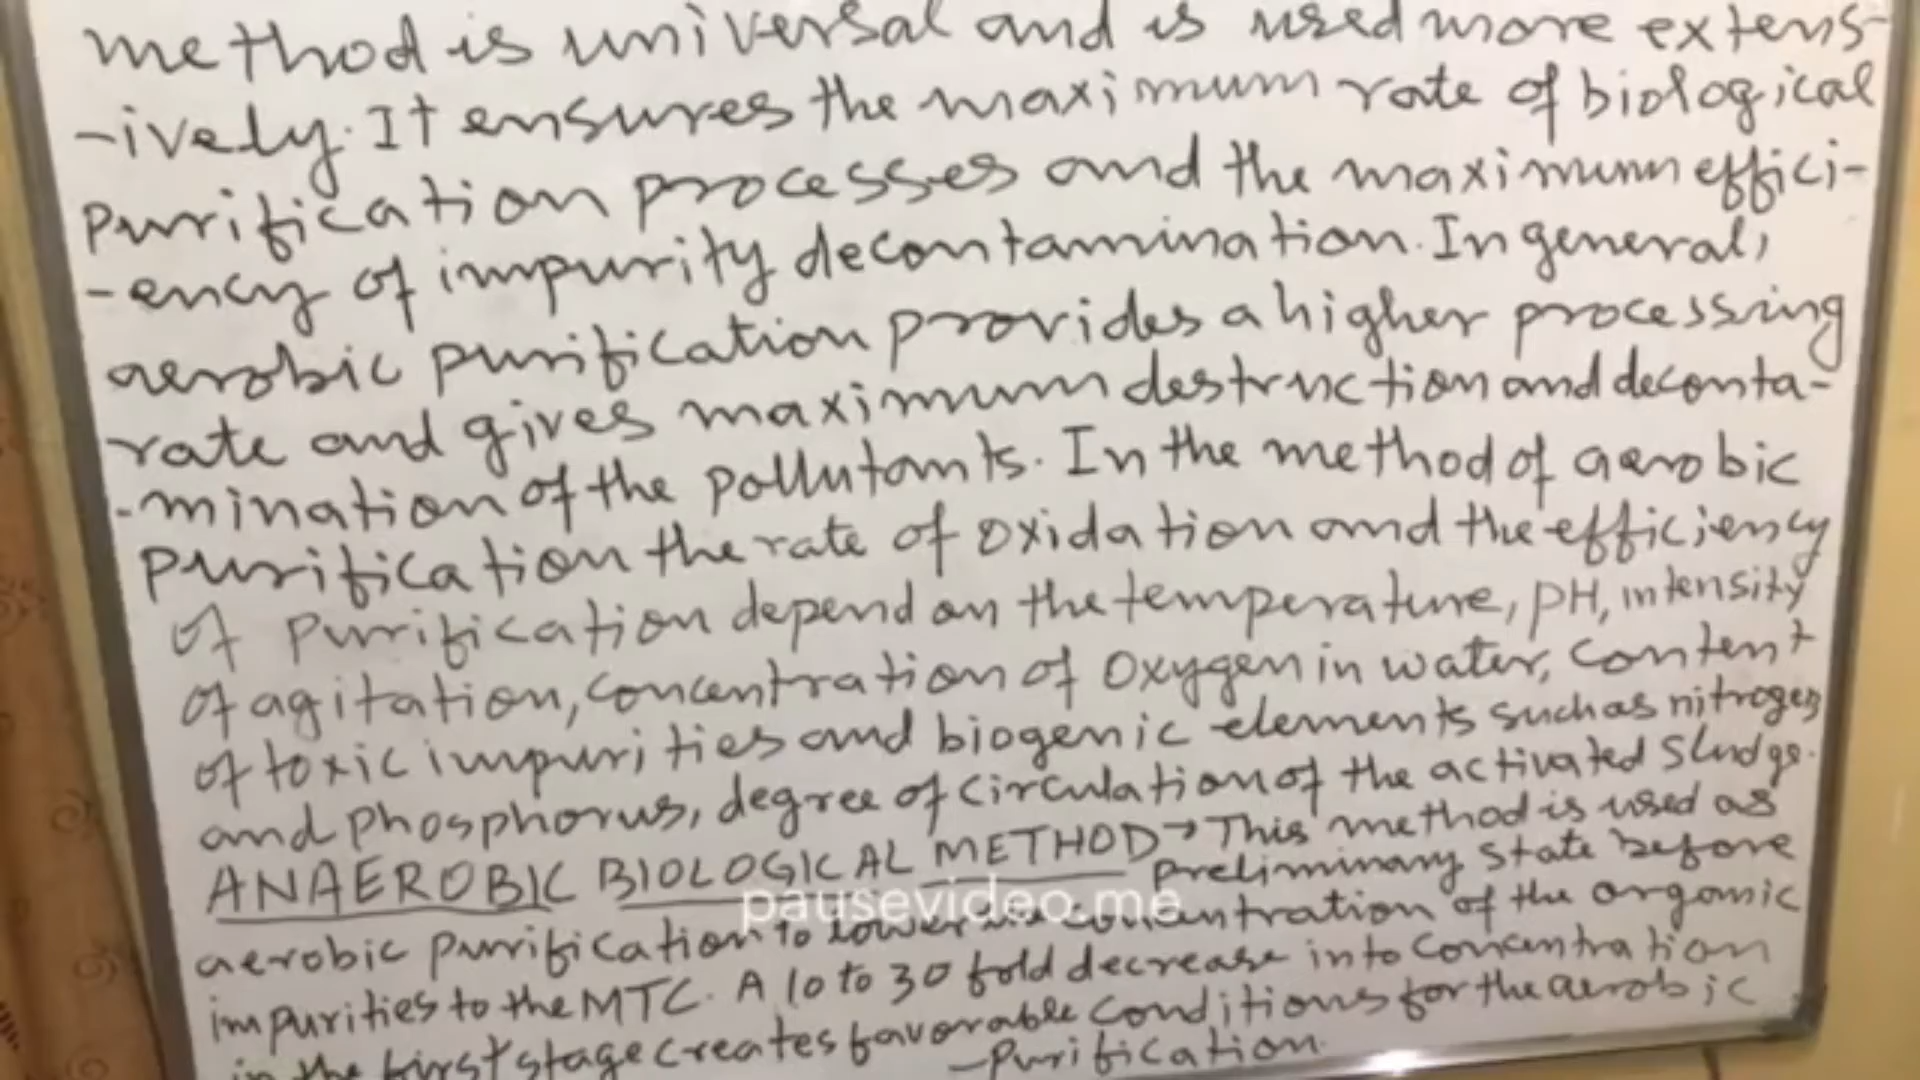 method is universal and is used more extens-
-ively. It ensures the maximum rate of biological
purification processes and the maximum effici-
-ency of impurity decontamination. In general,
aerobic purification provides a higher processing
rate and gives maximum destruction and deconta-
-mination of the pollutants. In the method of aerobic
purification the rate of oxidation and the efficiency
of purification depend on the temperature, pH, intensity
of agitation, concentration of oxygen in water, content
of toxic impurities and biogenic elements such as nitrogen
and phosphorus, degree of circulation of the activated sludge.
ANAEROBIC BIOLOGICAL METHOD → This method is used as
preliminary state before
aerobic purification to lower the concentration of the organic
pausevideo.me
impurities to the MTC. A 10 to 30 fold decrease into concentration
in the first stage creates favorable conditions for the aerobic
-purification.